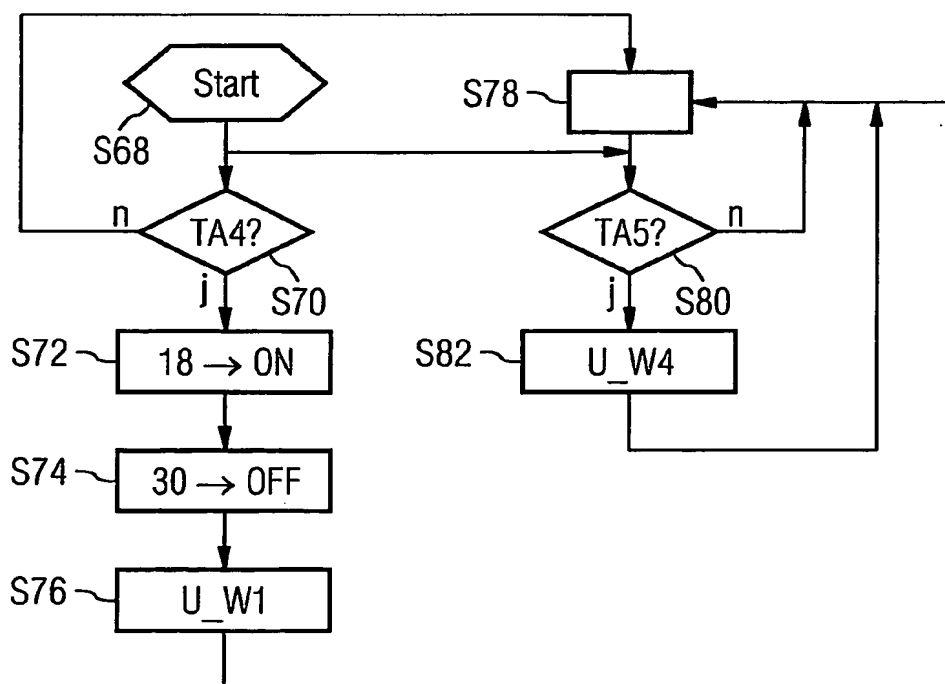 Start
S68
S78
n
TA4?
S70
j
TA5?
n
S80
j
S72
18 → ON
S82
U_W4
S74
30 → OFF
S76
U_W1